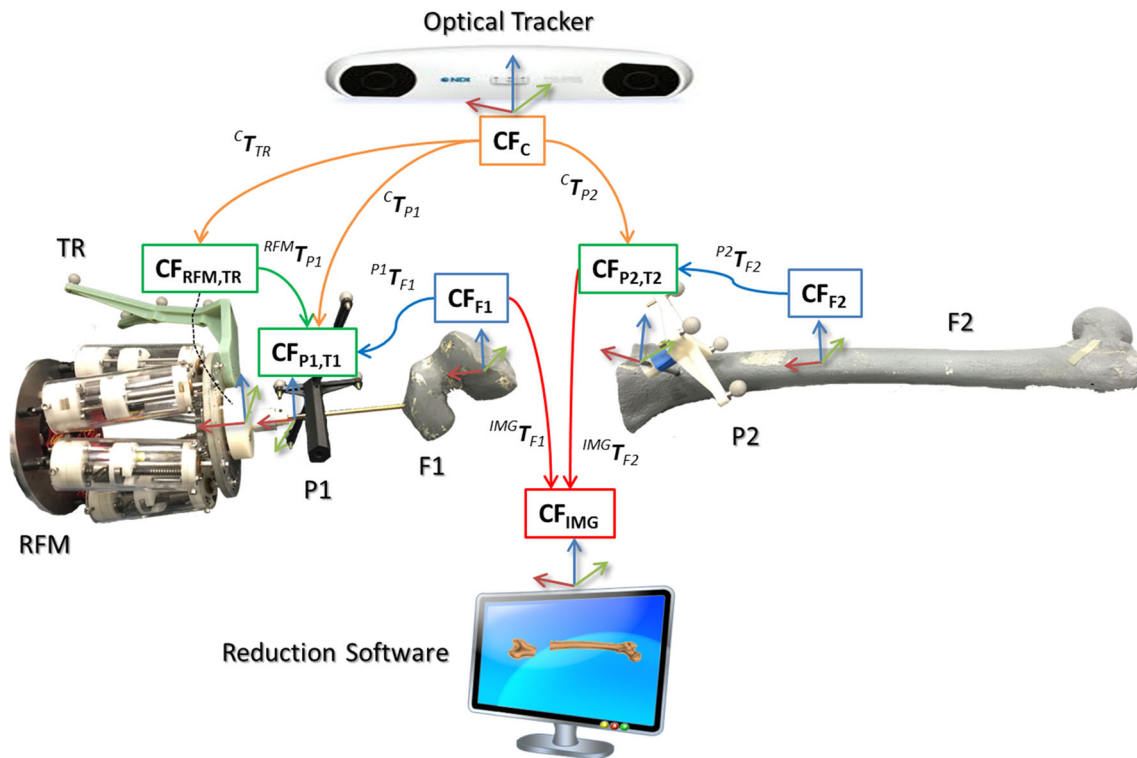 Optical Tracker
NDI
CF_C
^C T_TR
^C T_P1
^C T_P2
TR
CF_RFM,TR
^RFM T_P1
^P1 T_F1
CF_F1
CF_P2,T2
^P2 T_F2
CF_F2
F2
CF_P1,T1
^IMG T_F1
^IMG T_F2
P2
F1
P1
RFM
CF_IMG
Reduction Software